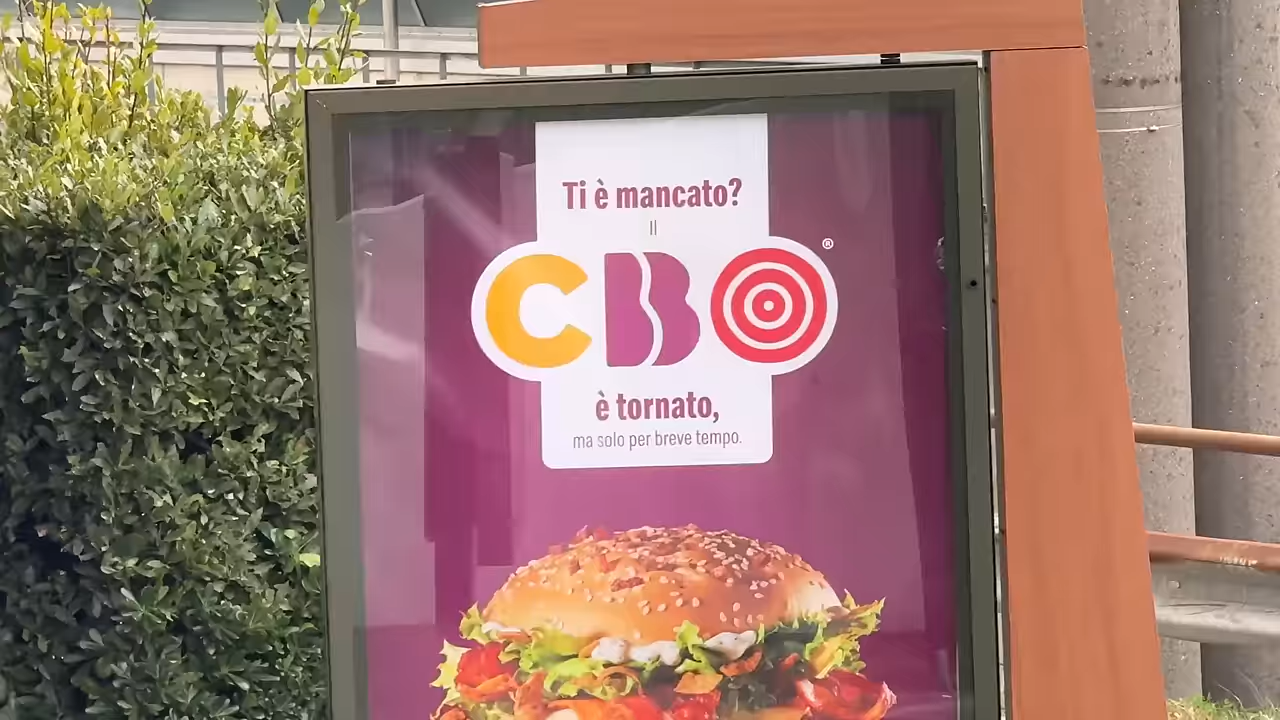 Ti è mancato?
Il
CBO®
è tornato,
ma solo per breve tempo.